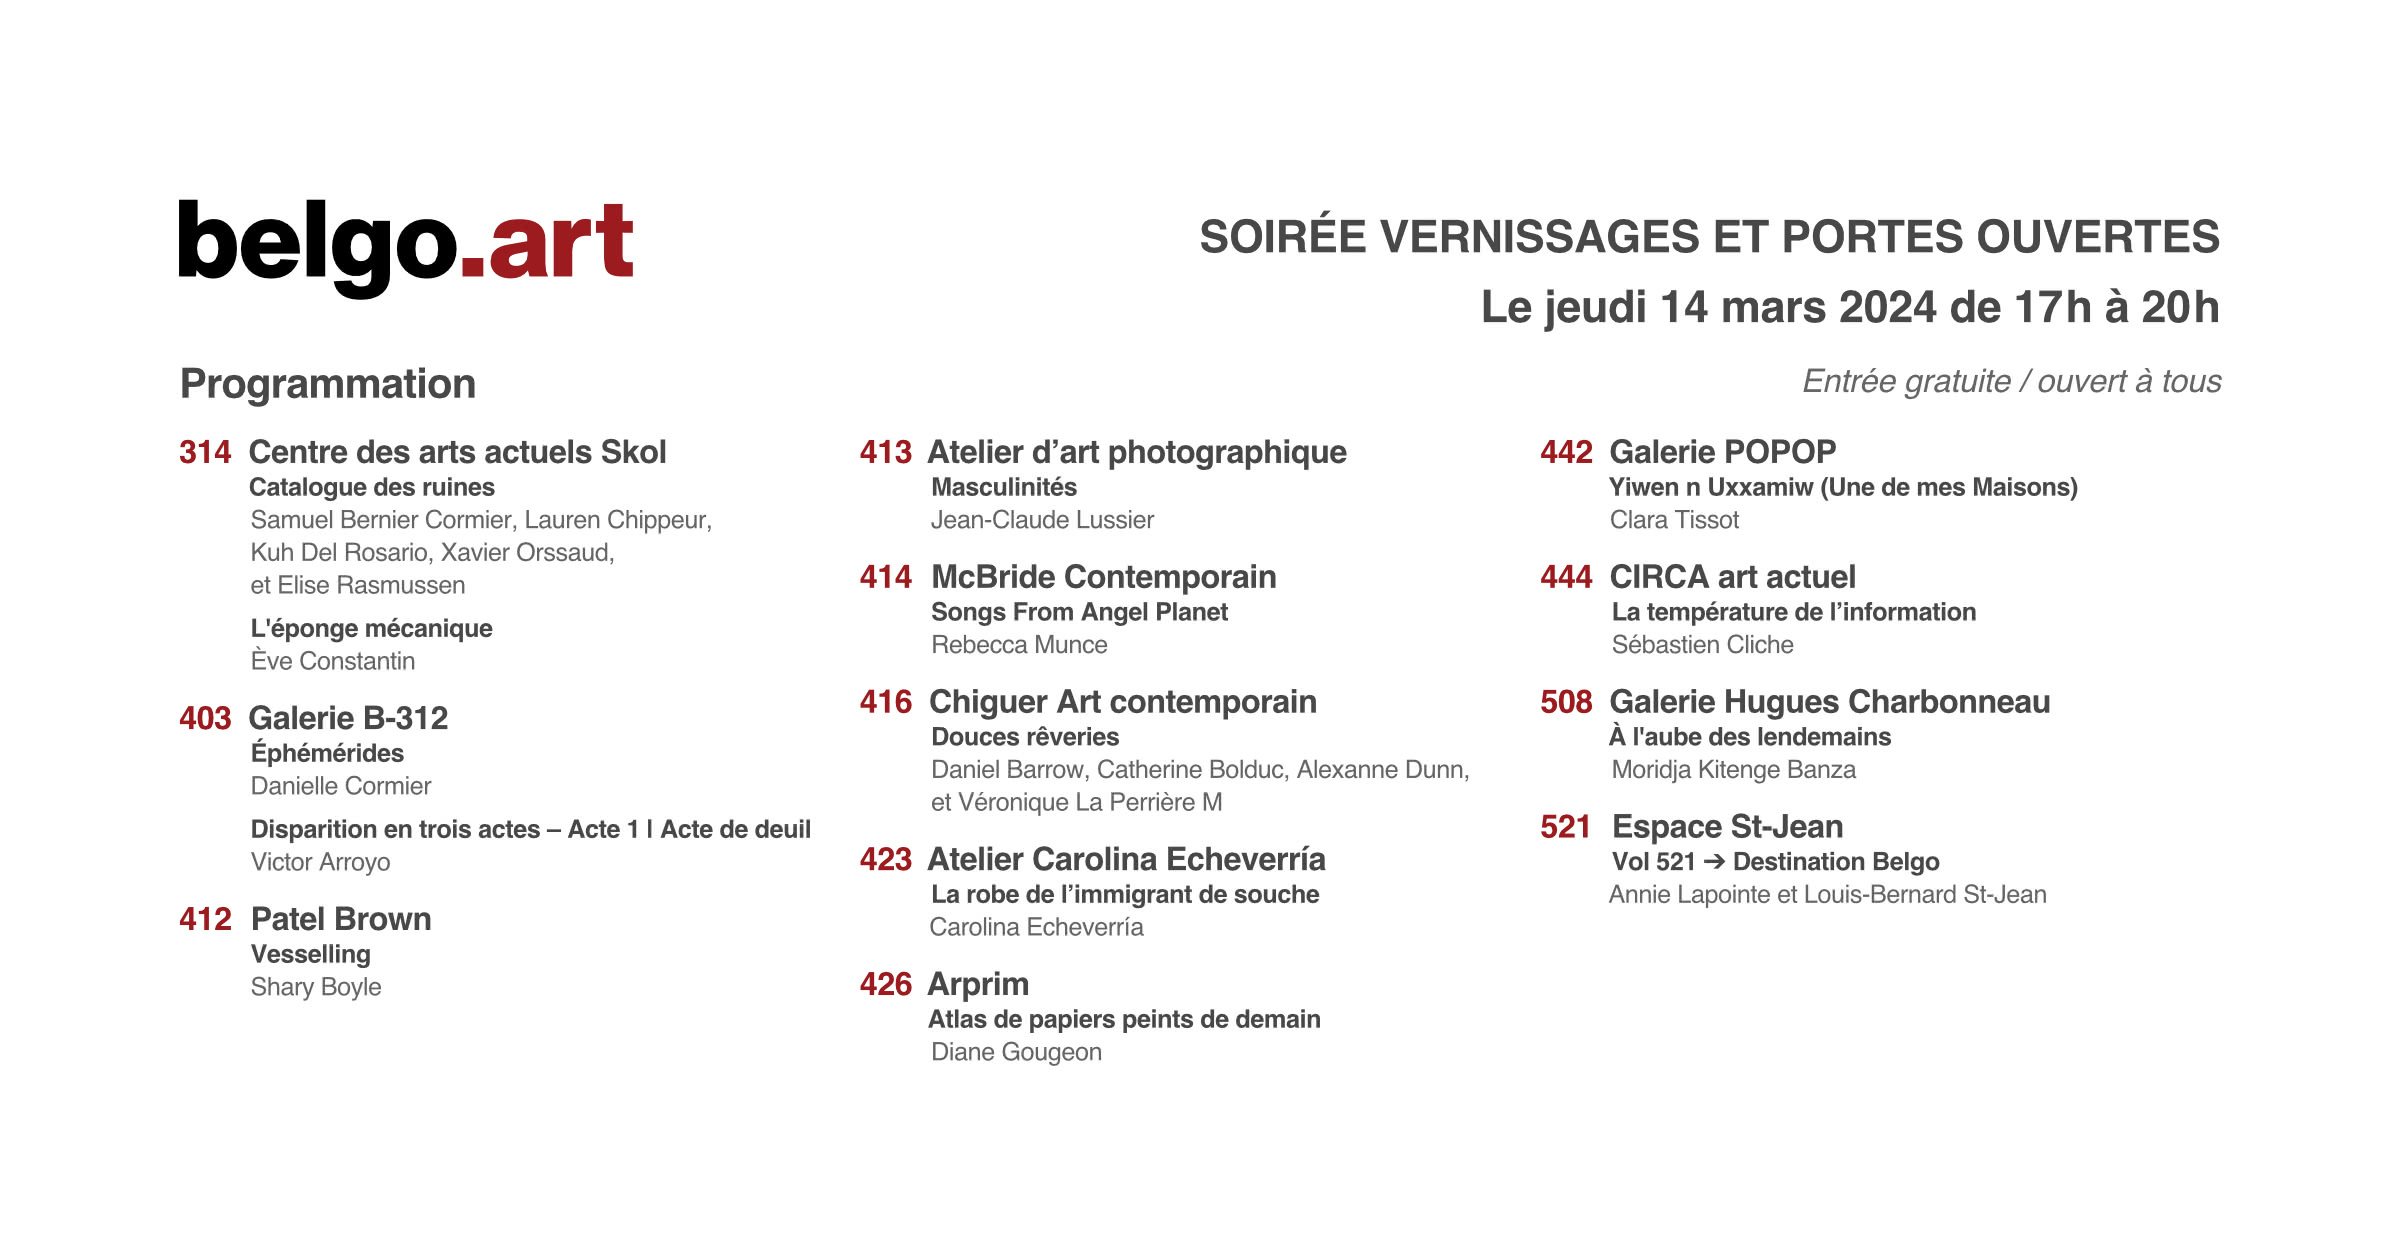 belgo.art
SOIRÉE VERNISSAGES ET PORTES OUVERTES
Le jeudi 14 mars 2024 de 17h à 20h
Entrée gratuite / ouvert à tous
Programmation
314 Centre des arts actuels Skol
Catalogue des ruines
Samuel Bernier Cormier, Lauren Chippeur,
Kuh Del Rosario, Xavier Orssaud,
et Elise Rasmussen
L'éponge mécanique
Ève Constantin
403 Galerie B-312
Éphémérides
Danielle Cormier
Disparition en trois actes – Acte 1 | Acte de deuil
Victor Arroyo
412 Patel Brown
Vesselling
Shary Boyle
413 Atelier d’art photographique
Masculinités
Jean-Claude Lussier
414 McBride Contemporain
Songs From Angel Planet
Rebecca Munce
416 Chiguer Art contemporain
Douces rêveries
Daniel Barrow, Catherine Bolduc, Alexanne Dunn,
et Véronique La Perrière M
423 Atelier Carolina Echeverría
La robe de l’immigrant de souche
Carolina Echeverría
426 Arprim
Atlas de papiers peints de demain
Diane Gougeon
442 Galerie POPOP
Yiwen n Uxxamiw (Une de mes Maisons)
Clara Tissot
444 CIRCA art actuel
La température de l’information
Sébastien Cliche
508 Galerie Hugues Charbonneau
À l'aube des lendemains
Moridja Kitenge Banza
521 Espace St-Jean
Vol 521 ➔ Destination Belgo
Annie Lapointe et Louis-Bernard St-Jean